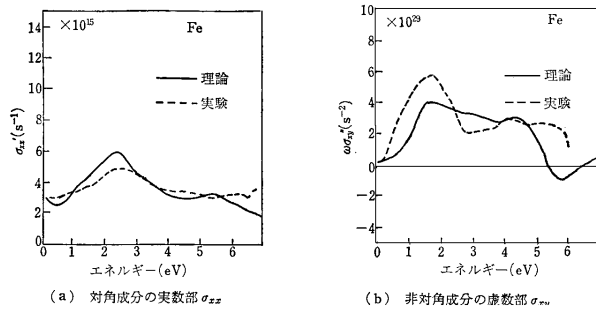 ×10¹⁵
Fe
14
12
10
8
6
4
2
0
σxx′(s⁻¹)
理論
実験
0 1 2 3 4 5 6
エネルギー(eV)
(a) 対角成分の実数部 σxx
×10²⁹
Fe
8
6
4
2
0
−2
−4
ωσxy″(s⁻²)
理論
実験
0 1 2 3 4 5 6
エネルギー(eV)
(b) 非対角成分の虚数部 σxy